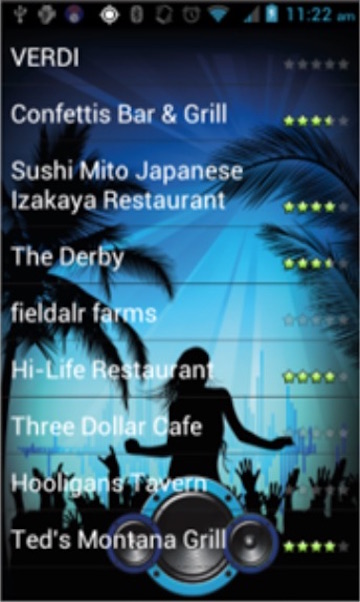 11:22 am
VERDI
Confettis Bar & Grill
Sushi Mito Japanese
Izakaya Restaurant
The Derby
fieldalr farms
Hi-Life Restaurant
Three Dollar Cafe
Hooligans Tavern
Ted's Montana Grill